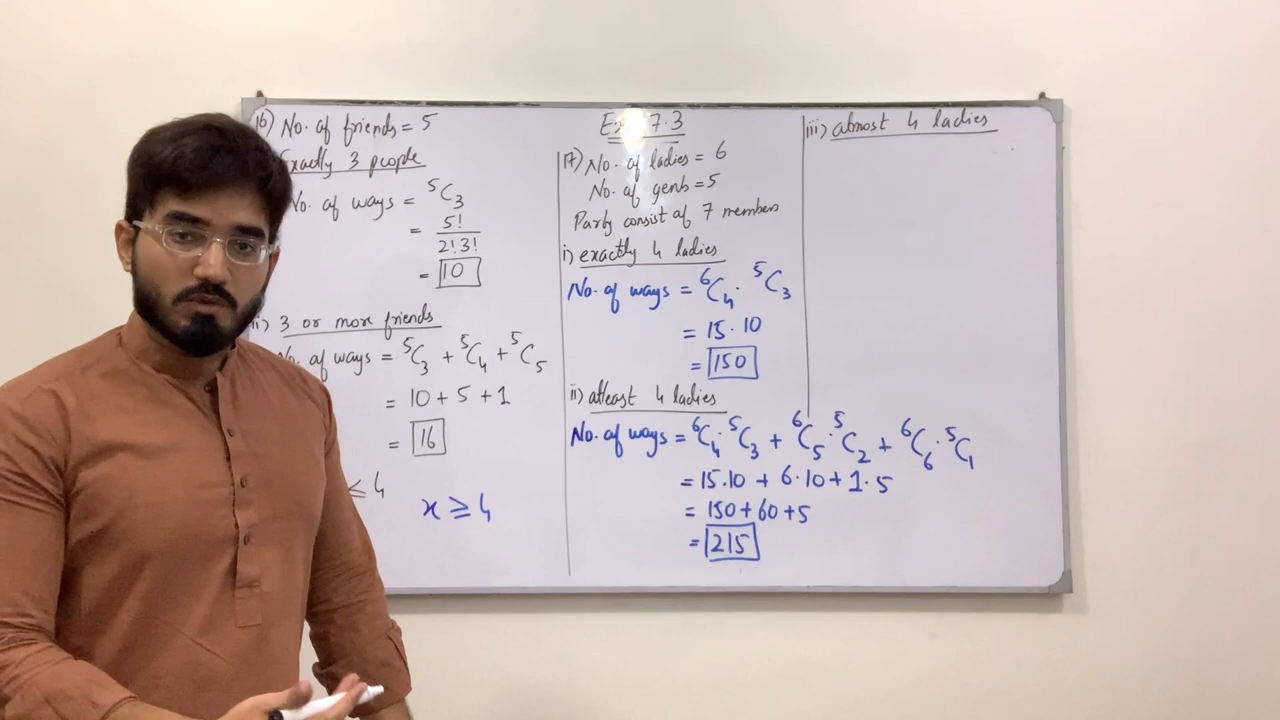 16) No. of friends = 5
Exactly 3 people
No. of ways = ⁵C₃
= 5!/2!3!
= 10
ii) 3 or more friends
No. of ways = ⁵C₃ + ⁵C₄ + ⁵C₅
= 10 + 5 + 1
= 16
≤ 4
x ≥ 4
Ex 7.3
17) No. of ladies = 6
No. of gents = 5
Party consist of 7 members
i) exactly 4 ladies
No. of ways = ⁶C₄ · ⁵C₃
= 15 · 10
= 150
ii) atleast 4 ladies
No. of ways = ⁶C₄ · ⁵C₃ + ⁶C₅ · ⁵C₂ + ⁶C₆ · ⁵C₁
= 15.10 + 6.10 + 1.5
= 150 + 60 + 5
= 215
iii) atmost 4 ladies